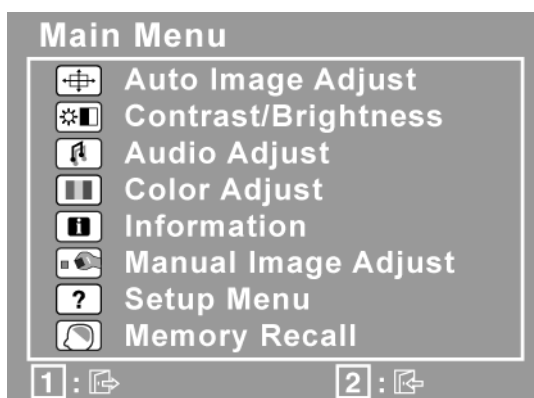 Main Menu
Auto Image Adjust
Contrast/Brightness
Audio Adjust
Color Adjust
i Information
Manual Image Adjust
? Setup Menu
Memory Recall
1 : 2 :